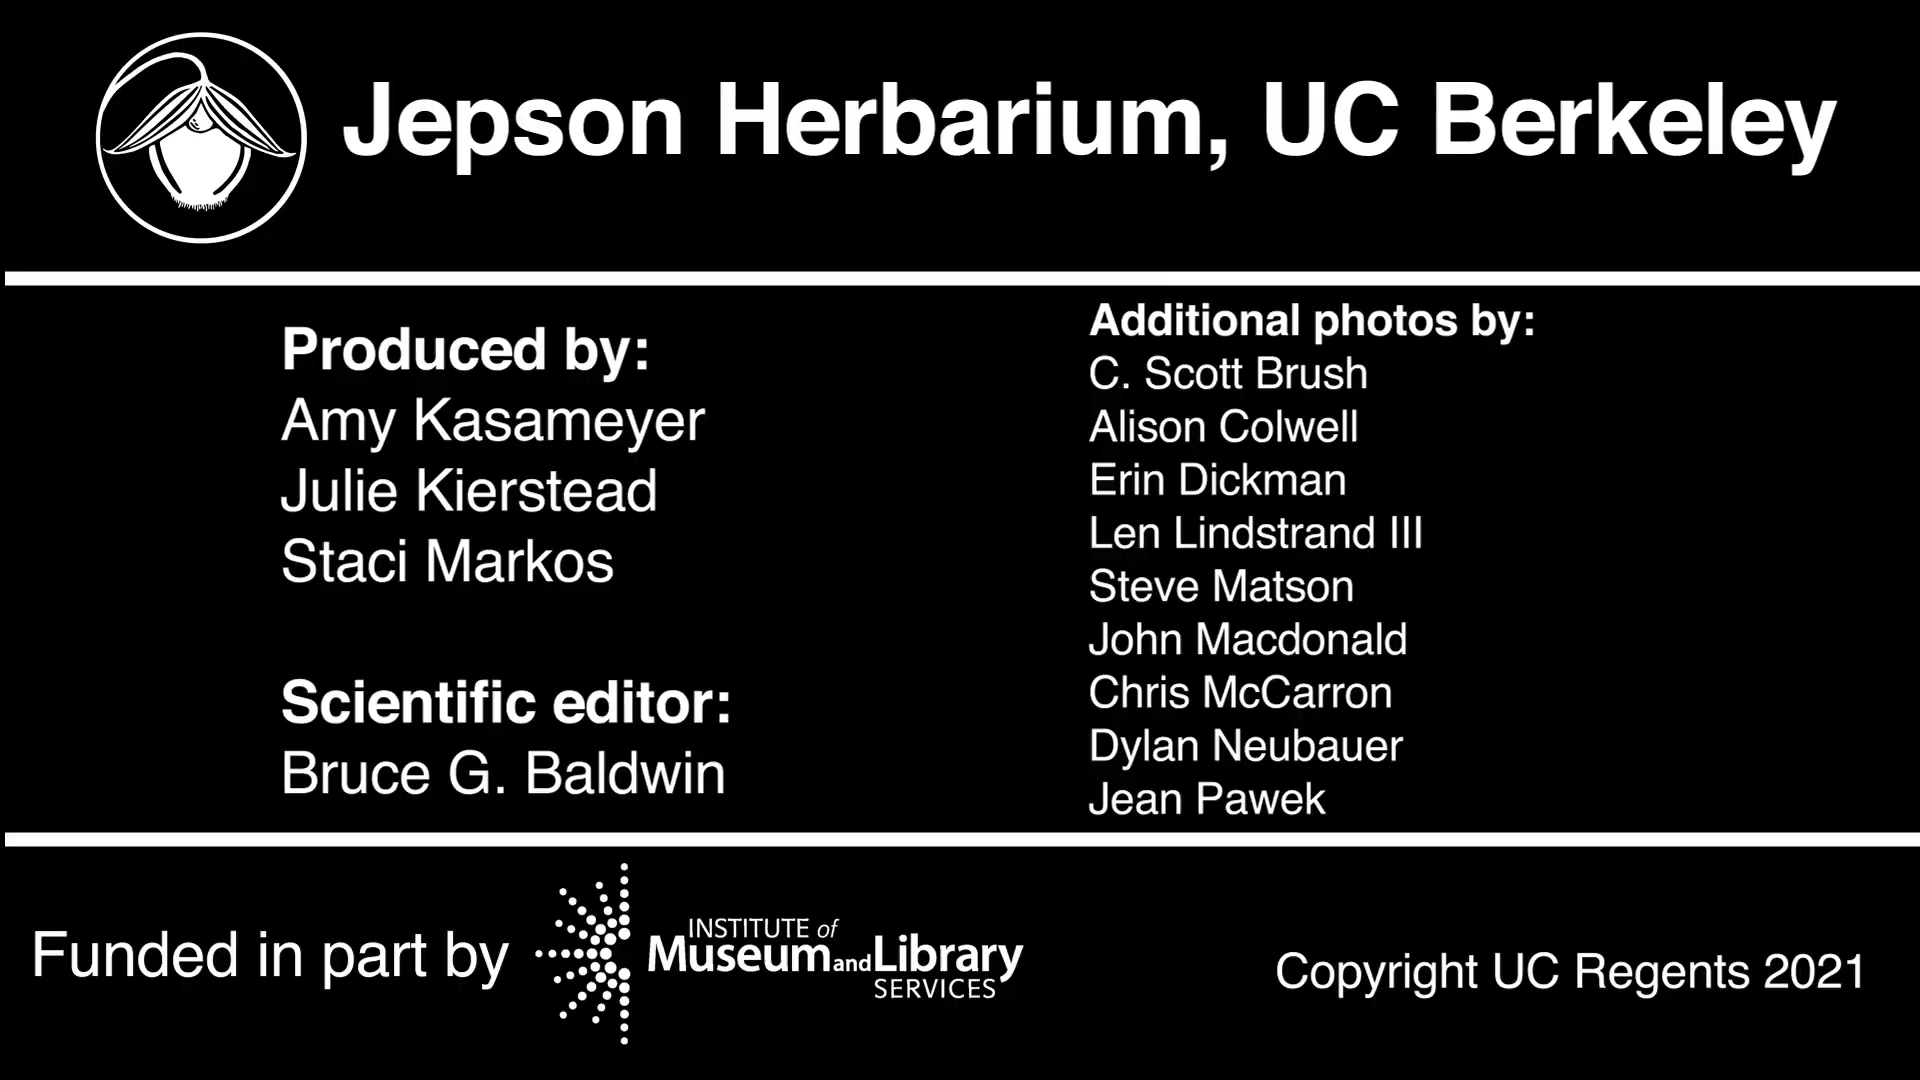 Jepson Herbarium, UC Berkeley
Produced by:
Amy Kasameyer
Julie Kierstead
Staci Markos
Scientific editor:
Bruce G. Baldwin
Additional photos by:
C. Scott Brush
Alison Colwell
Erin Dickman
Len Lindstrand III
Steve Matson
John Macdonald
Chris McCarron
Dylan Neubauer
Jean Pawek
Funded in part by
INSTITUTE of
Museum and Library
SERVICES
Copyright UC Regents 2021